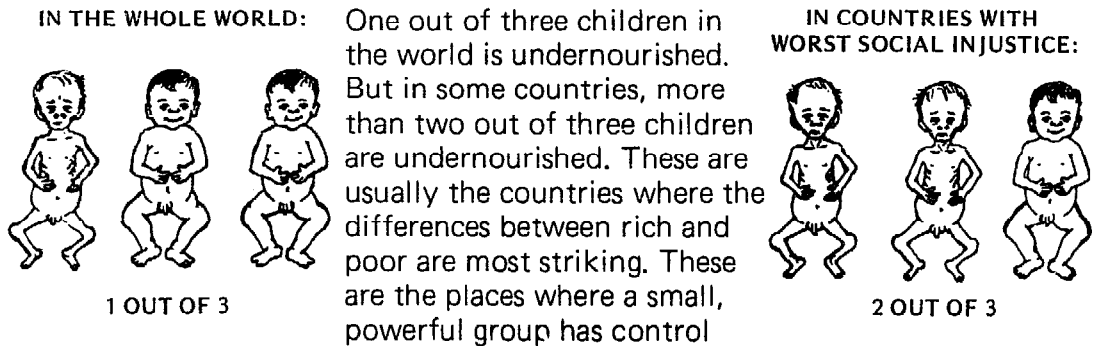 IN THE WHOLE WORLD:
1 OUT OF 3
One out of three children in
the world is undernourished.
But in some countries, more
than two out of three children
are undernourished. These are
usually the countries where the
differences between rich and
poor are most striking. These
are the places where a small,
powerful group has control
IN COUNTRIES WITH
WORST SOCIAL INJUSTICE:
2 OUT OF 3